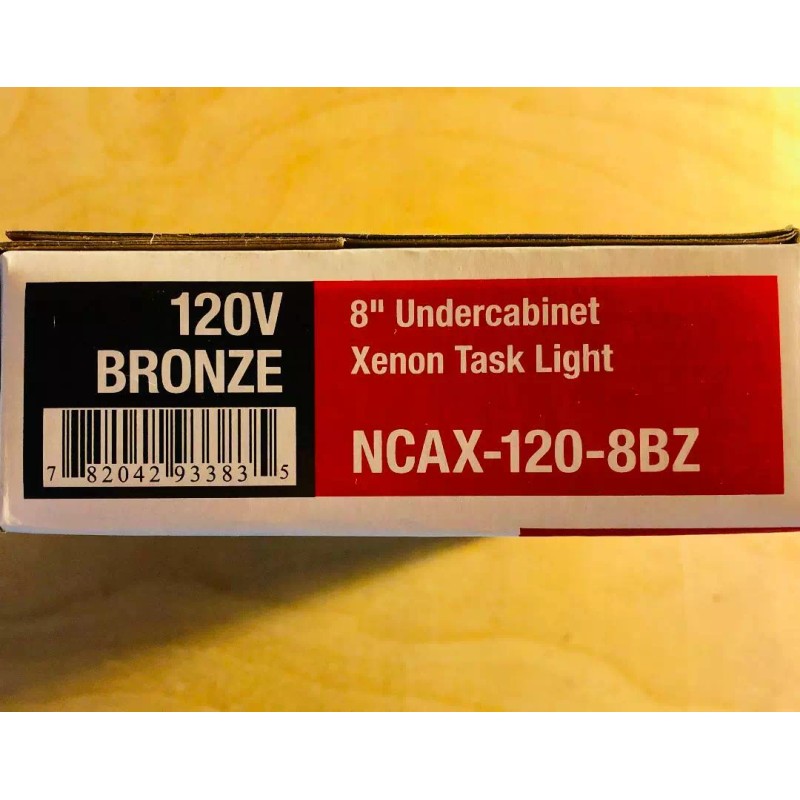 120V
BRONZE
7 82042 93383 5
8" Undercabinet
Xenon Task Light
NCAX-120-8BZ